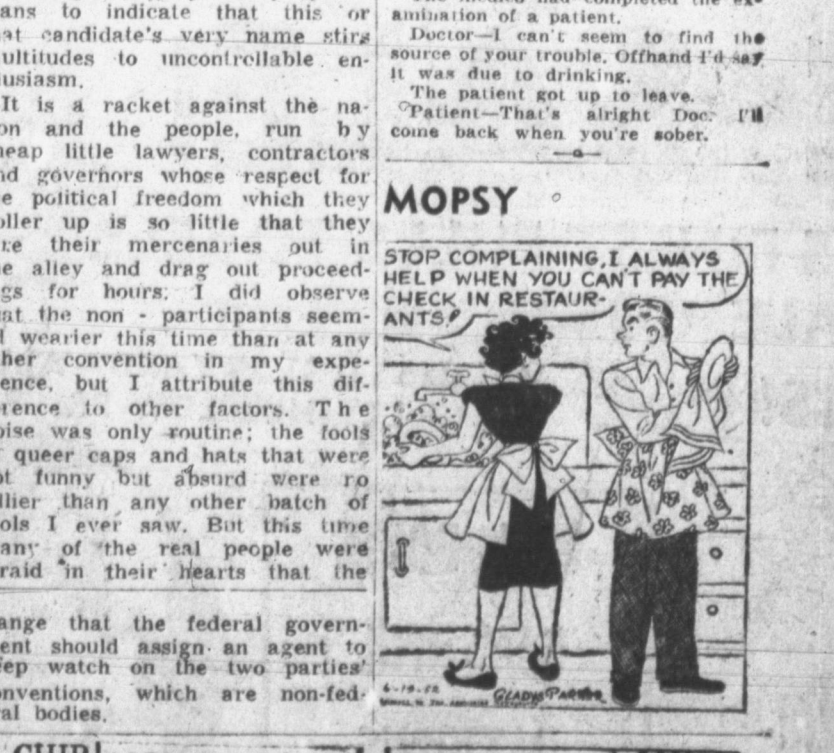 ans to indicate that this or
at candidate's very name stirs
ultitudes to uncontrollable en-
usiasm.
It is a racket against the na-
on and the people, run by
heap little lawyers, contractors
nd governors whose respect for
e political freedom which they
oller up is so little that they
re their mercenaries out in
e alley and drag out proceed-
gs for hours; I did observe
at the non - participants seem-
d wearier this time than at any
her convention in my expe-
ence, but I attribute this dif-
rence to other factors. The
oise was only routine; the fools
queer caps and hats that were
ot funny but absurd were ro
llier than any other batch of
ols I ever saw. But this time
any of the real people were
raid in their hearts that the
ange that the federal govern-
ent should assign an agent to
eep watch on the two parties'
onventions, which are non-fed-
al bodies.
CHIP!
amination of a patient.
Doctor—I can't seem to find the
source of your trouble. Offhand I'd say
it was due to drinking.
The patient got up to leave.
Patient—That's alright Doc. I'll
come back when you're sober.
MOPSY
STOP COMPLAINING, I ALWAYS
HELP WHEN YOU CAN'T PAY THE
CHECK IN RESTAUR-
ANTS!
6-19-52
GLADYS PARKER